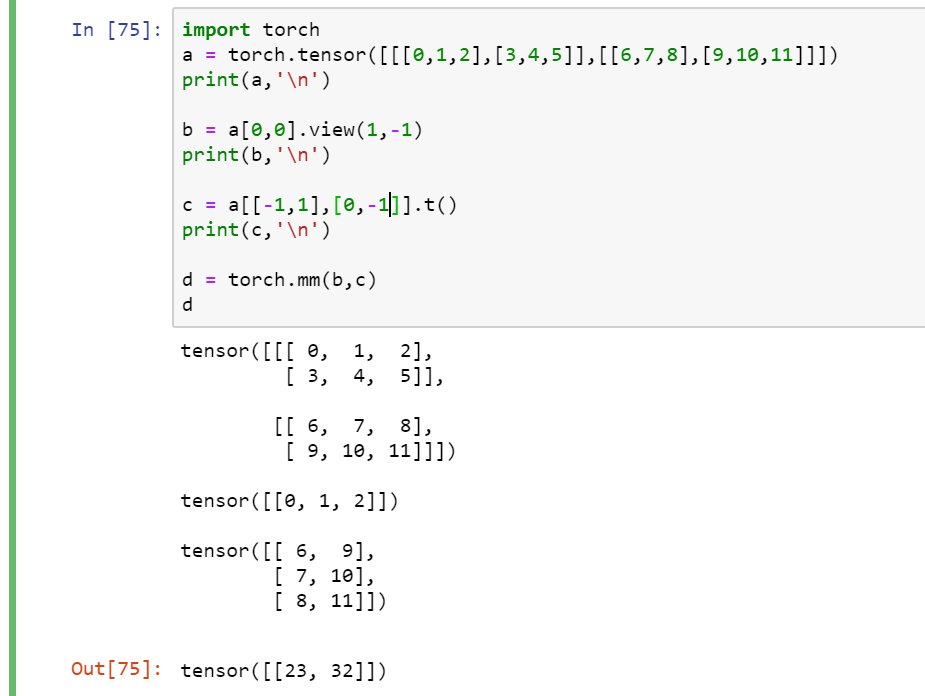 In [75]: import torch
a = torch.tensor([[[0,1,2],[3,4,5]],[[6,7,8],[9,10,11]]])
print(a,'\n')
b = a[0,0].view(1,-1)
print(b,'\n')
c = a[[-1,1],[0,-1]].t()
print(c,'\n')
d = torch.mm(b,c)
d
tensor([[[ 0,  1,  2],
         [ 3,  4,  5]],
        [[ 6,  7,  8],
         [ 9, 10, 11]]])
tensor([[0, 1, 2]])
tensor([[ 6,  9],
        [ 7, 10],
        [ 8, 11]])
Out[75]: tensor([[23, 32]])